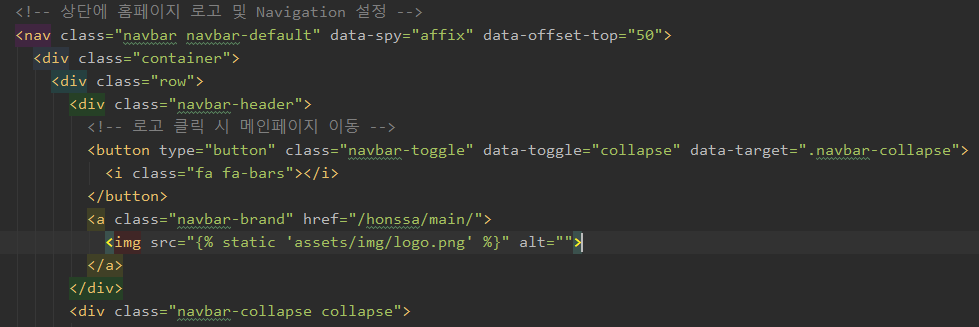 <!-- 상단에 홈페이지 로고 및 Navigation 설정 -->
<nav class="navbar navbar-default" data-spy="affix" data-offset-top="50">
<div class="container">
<div class="row">
<div class="navbar-header">
<!-- 로고 클릭 시 메인페이지 이동 -->
<button type="button" class="navbar-toggle" data-toggle="collapse" data-target=".navbar-collapse">
<i class="fa fa-bars"></i>
</button>
<a class="navbar-brand" href="/honssa/main/">
<img src="{% static 'assets/img/logo.png' %}" alt="">
</a>
</div>
<div class="navbar-collapse collapse">